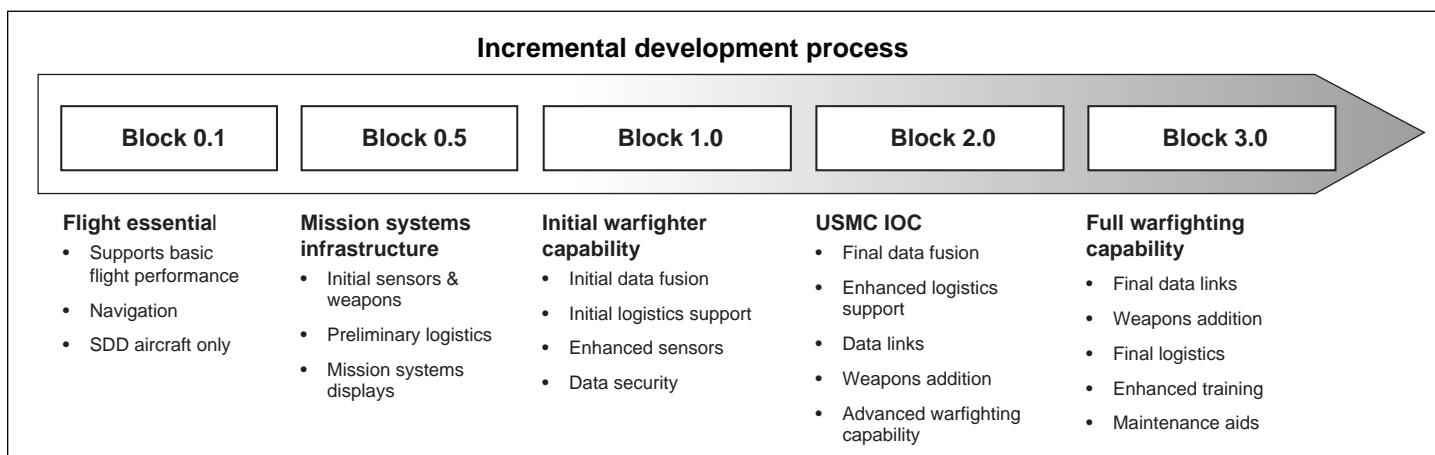 Incremental development process
Block 0.1
Block 0.5
Block 1.0
Block 2.0
Block 3.0
Flight essential
• Supports basic
flight performance
• Navigation
• SDD aircraft only
Mission systems
infrastructure
• Initial sensors &
weapons
• Preliminary logistics
• Mission systems
displays
Initial warfighter
capability
• Initial data fusion
• Initial logistics support
• Enhanced sensors
• Data security
USMC IOC
• Final data fusion
• Enhanced logistics
support
• Data links
• Weapons addition
• Advanced warfighting
capability
Full warfighting
capability
• Final data links
• Weapons addition
• Final logistics
• Enhanced training
• Maintenance aids